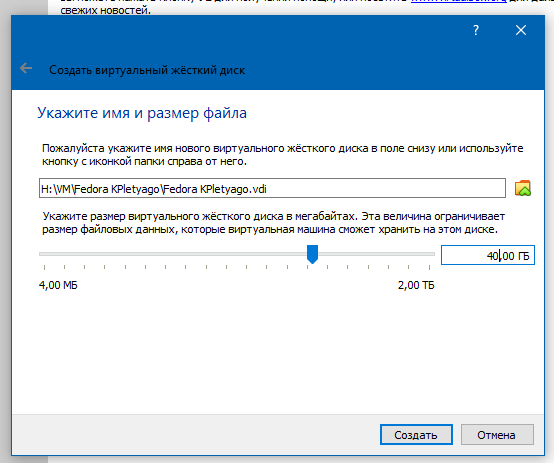 свежих новостей.
?
Создать виртуальный жёсткий диск
Укажите имя и размер файла
Пожалуйста укажите имя нового виртуального жёсткого диска в поле снизу или используйте
кнопку с иконкой папки справа от него.
H:\VM\Fedora KPletyago\Fedora KPletyago.vdi
Укажите размер виртуального жёсткого диска в мегабайтах. Эта величина ограничивает
размер файловых данных, которые виртуальная машина сможет хранить на этом диске.
40,00 ГБ
4,00 МБ 2,00 ТБ
Создать Отмена